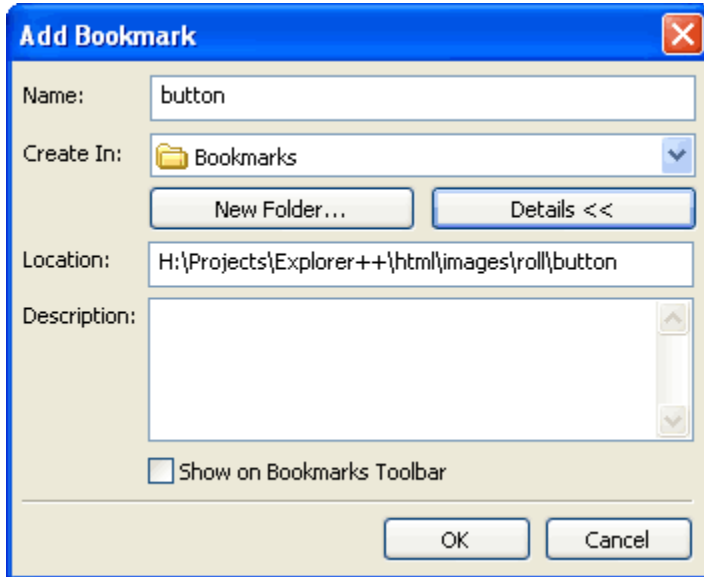 Add Bookmark
Name: button
Create In: Bookmarks
New Folder... Details <<
Location: H:\Projects\Explorer++\html\images\roll\button
Description:
Show on Bookmarks Toolbar
OK Cancel